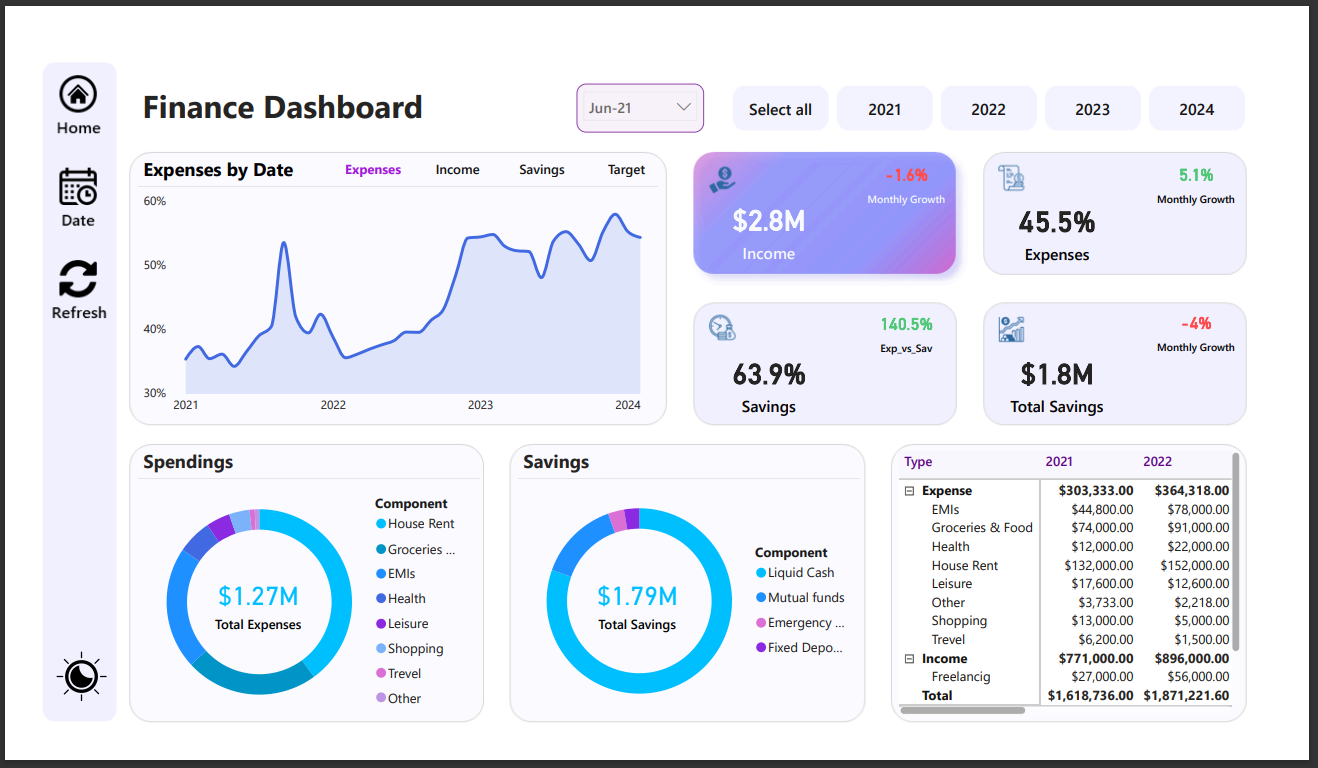 Home
Date
Refresh
Finance Dashboard
Jun-21
Select all
2021
2022
2023
2024
Expenses by Date
Expenses
Income
Savings
Target
60%
50%
40%
30%
2021
2022
2023
2024
-1.6%
Monthly Growth
$2.8M
Income
5.1%
Monthly Growth
45.5%
Expenses
140.5%
Exp_vs_Sav
63.9%
Savings
-4%
Monthly Growth
$1.8M
Total Savings
Spendings
$1.27M
Total Expenses
Component
House Rent
Groceries ...
EMIs
Health
Leisure
Shopping
Trevel
Other
Savings
$1.79M
Total Savings
Component
Liquid Cash
Mutual funds
Emergency ...
Fixed Depo...
Type 2021 2022
Expense $303,333.00 $364,318.00
EMIs $44,800.00 $78,000.00
Groceries & Food $74,000.00 $91,000.00
Health $12,000.00 $22,000.00
House Rent $132,000.00 $152,000.00
Leisure $17,600.00 $12,600.00
Other $3,733.00 $2,218.00
Shopping $13,000.00 $5,000.00
Trevel $6,200.00 $1,500.00
Income $771,000.00 $896,000.00
Freelancig $27,000.00 $56,000.00
Total $1,618,736.00 $1,871,221.60